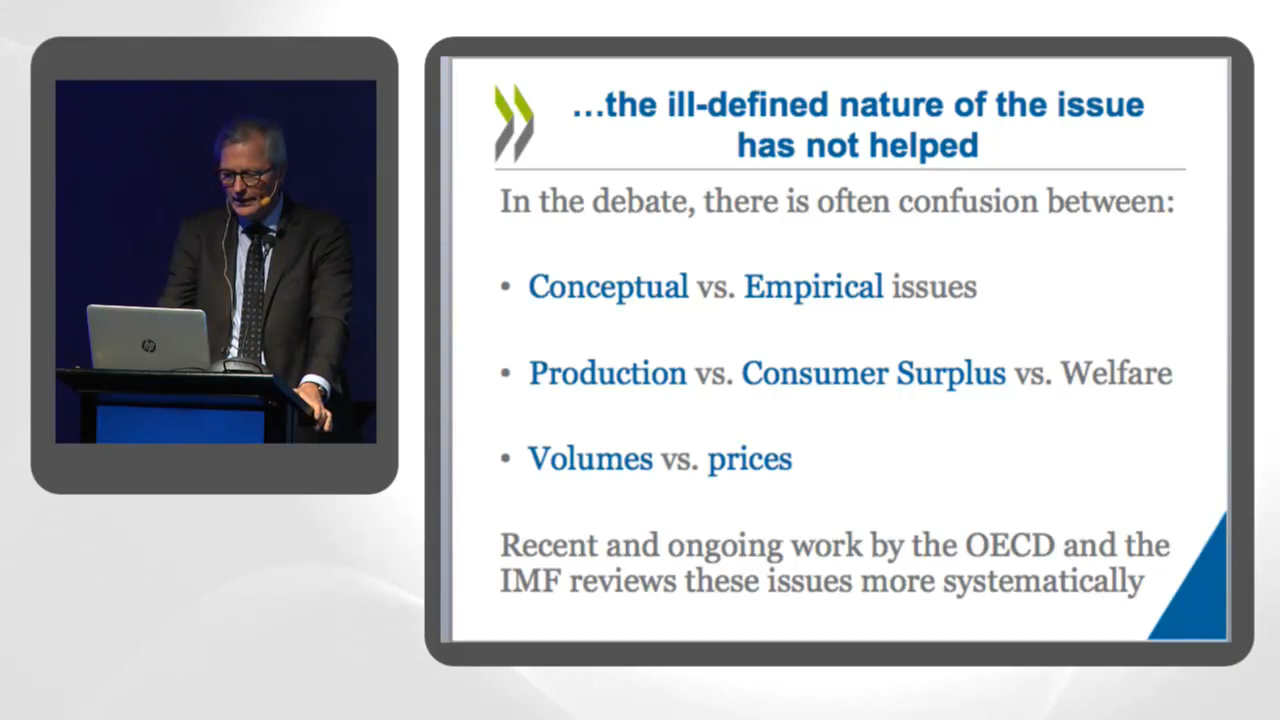 …the ill-defined nature of the issue
has not helped
In the debate, there is often confusion between:
• Conceptual vs. Empirical issues
• Production vs. Consumer Surplus vs. Welfare
• Volumes vs. prices
Recent and ongoing work by the OECD and the
IMF reviews these issues more systematically
hp